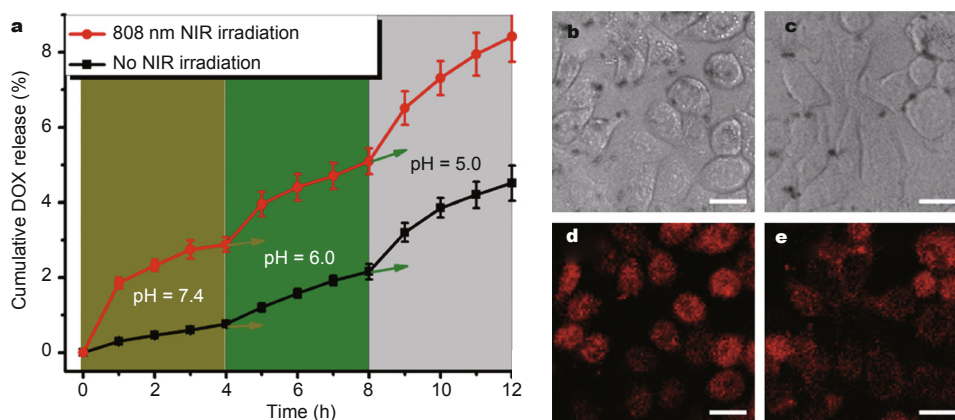 a
808 nm NIR irradiation
No NIR irradiation
Cumulative DOX release (%)
8
6
4
2
0
pH = 7.4
pH = 6.0
pH = 5.0
0 2 4 6 8 10 12
Time (h)
b
c
d
e